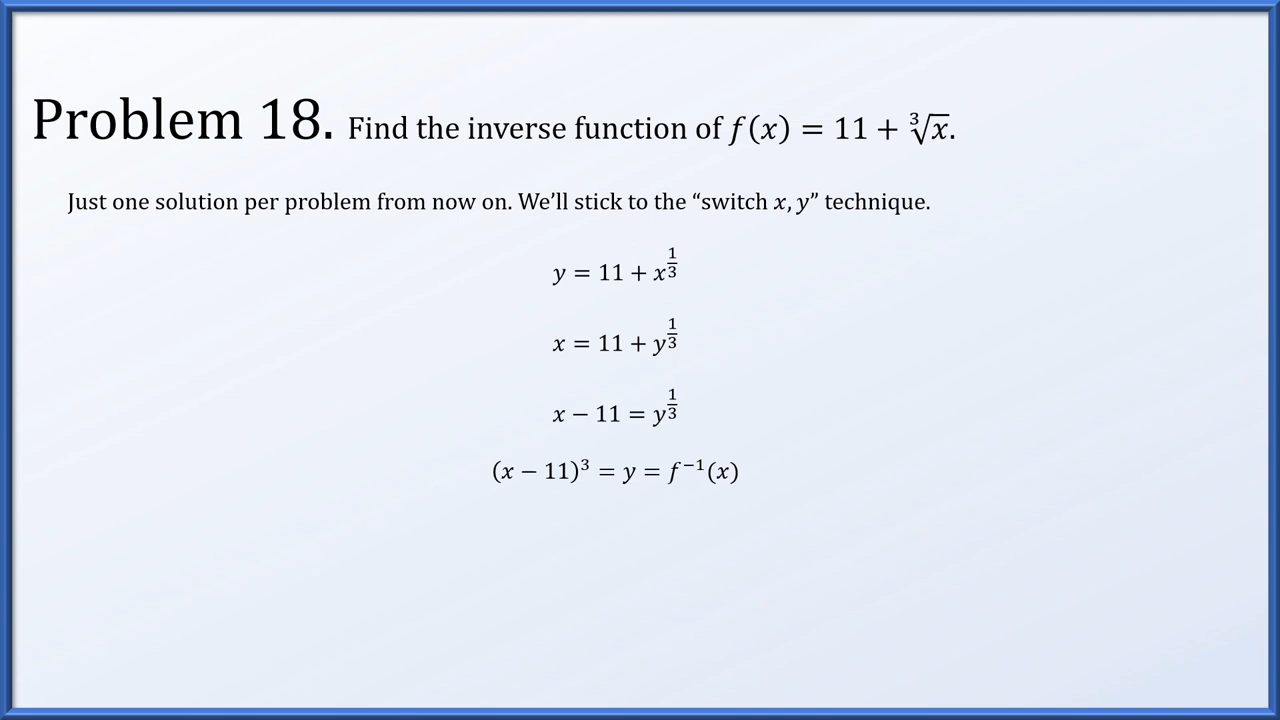 Problem 18. Find the inverse function of f(x) = 11 + ∛x.
Just one solution per problem from now on. We’ll stick to the “switch x, y” technique.
y = 11 + x^(1/3)
x = 11 + y^(1/3)
x − 11 = y^(1/3)
(x − 11)³ = y = f⁻¹(x)